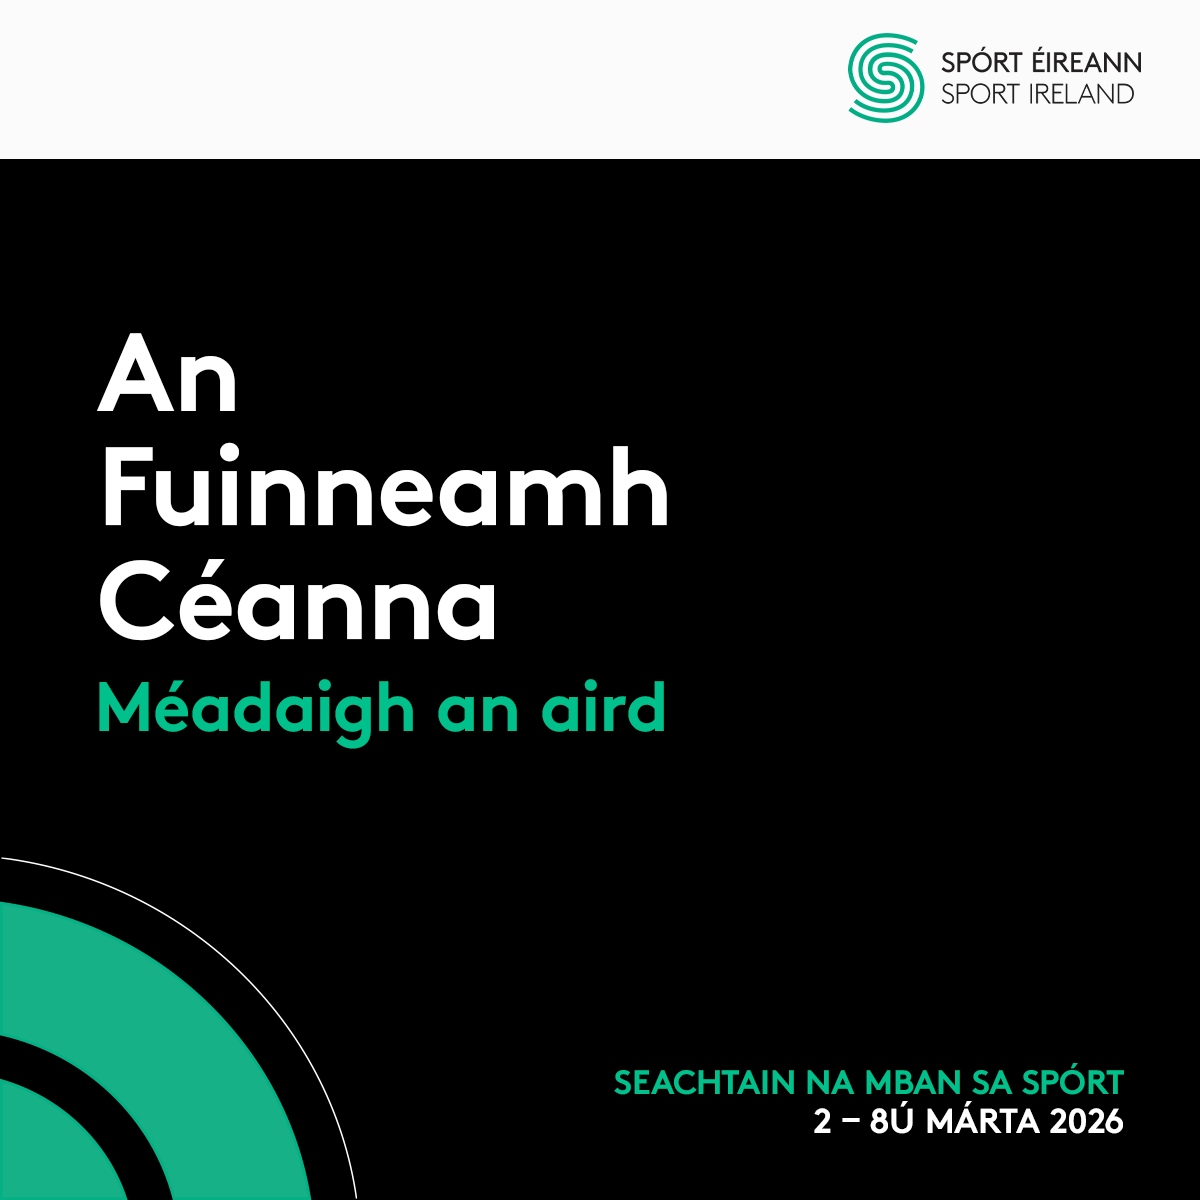 SPÓRT ÉIREANN
SPORT IRELAND
An
Fuinneamh
Céanna
Méadaigh an aird
SEACHTAIN NA MBAN SA SPÓRT
2 – 8Ú MÁRTA 2026